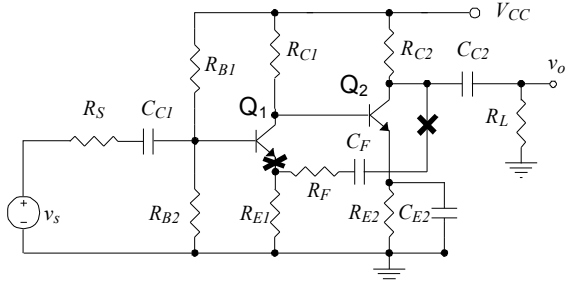 V_CC
R_C1
R_C2
C_C2
v_o
R_B1
Q_1
Q_2
R_S
C_C1
R_L
C_F
R_F
v_s
R_B2
R_E1
R_E2
C_E2